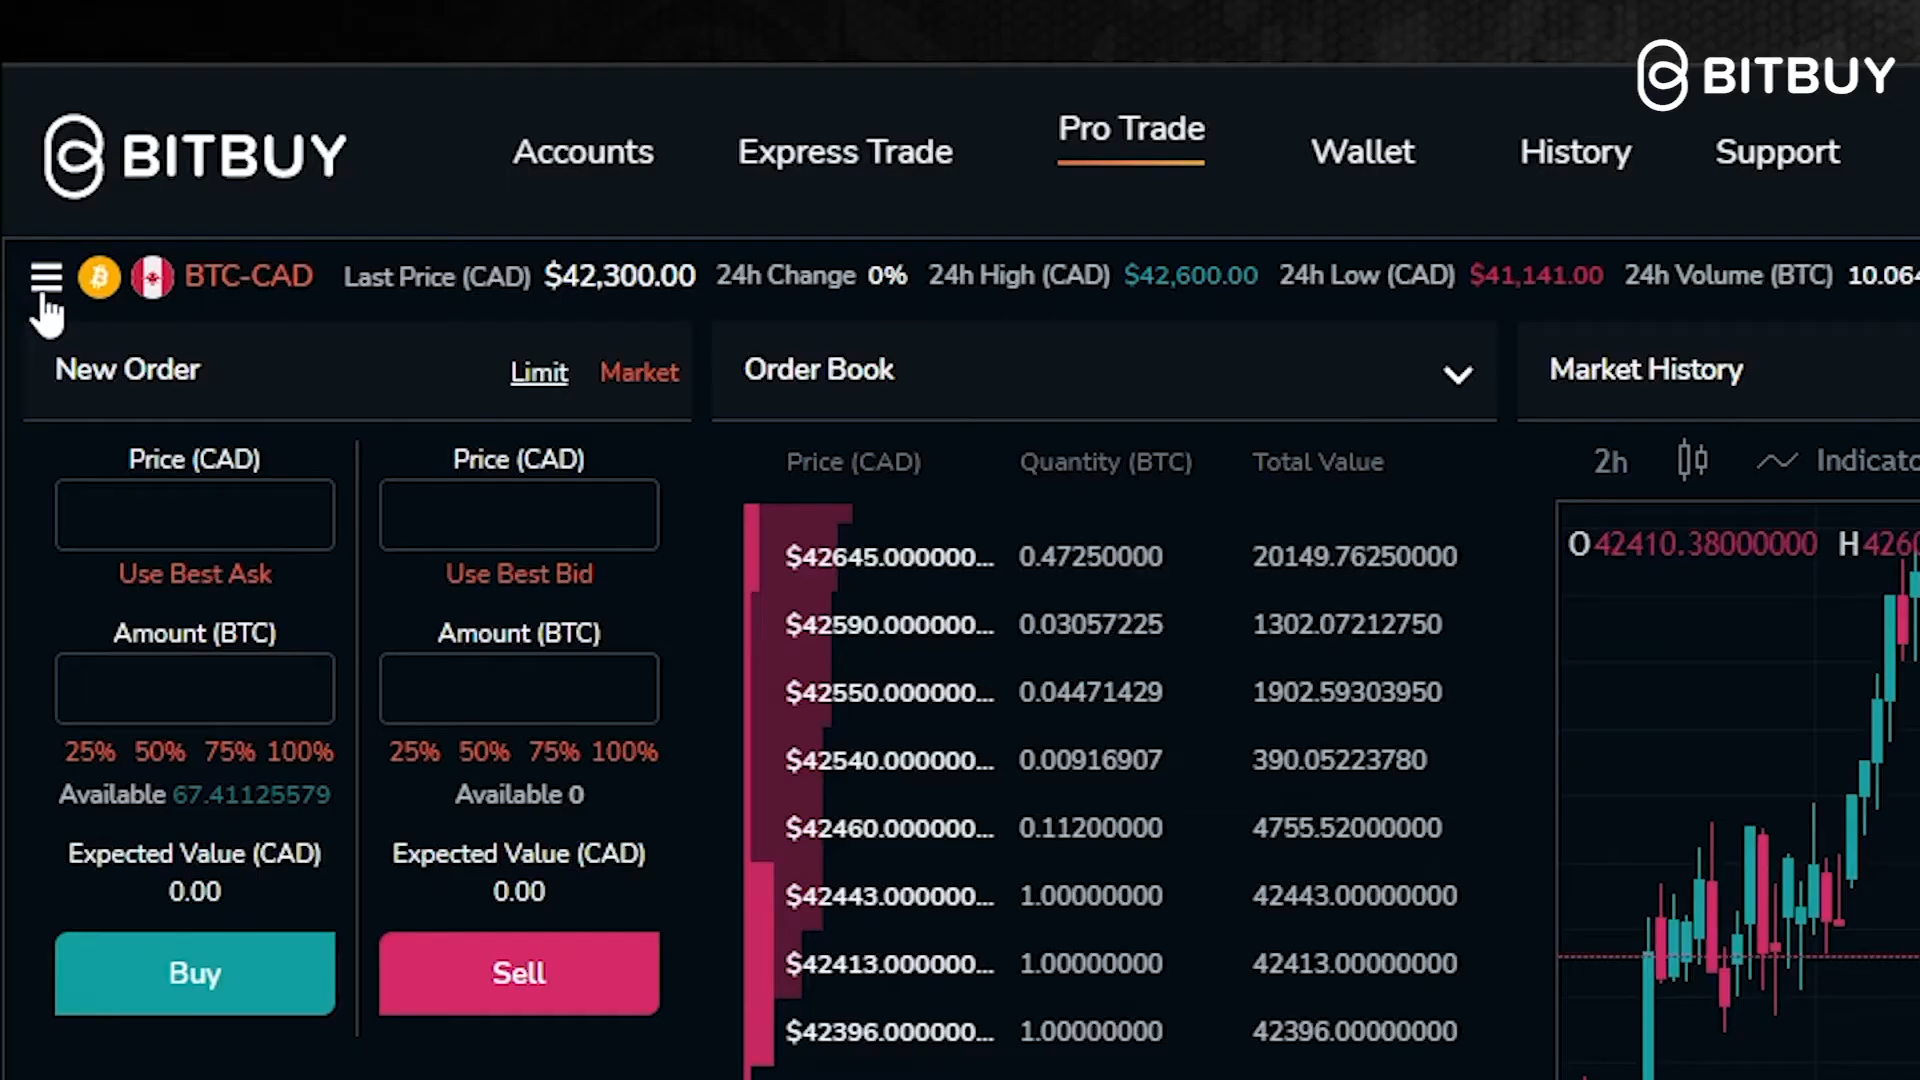 BITBUY
BITBUY Accounts Express Trade Pro Trade Wallet History Support
BTC-CAD Last Price (CAD) $42,300.00 24h Change 0% 24h High (CAD) $42,600.00 24h Low (CAD) $41,141.00 24h Volume (BTC) 10.064
New Order Limit Market
Price (CAD) Price (CAD)
Use Best Ask Use Best Bid
Amount (BTC) Amount (BTC)
25% 50% 75% 100% 25% 50% 75% 100%
Available 67.41125579 Available 0
Expected Value (CAD) Expected Value (CAD)
0.00 0.00
Buy Sell
Order Book
Price (CAD) Quantity (BTC) Total Value
$42645.000000... 0.47250000 20149.76250000
$42590.000000... 0.03057225 1302.07212750
$42550.000000... 0.04471429 1902.59303950
$42540.000000... 0.00916907 390.05223780
$42460.000000... 0.11200000 4755.52000000
$42443.000000... 1.00000000 42443.00000000
$42413.000000... 1.00000000 42413.00000000
$42396.000000... 1.00000000 42396.00000000
Market History
2h Indicato
O42410.38000000 H4260